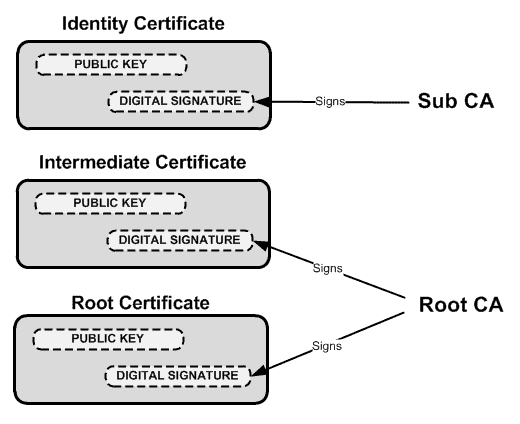 Identity Certificate
PUBLIC KEY
DIGITAL SIGNATURE
Signs
Sub CA
Intermediate Certificate
PUBLIC KEY
DIGITAL SIGNATURE
Signs
Root CA
Root Certificate
PUBLIC KEY
Signs
DIGITAL SIGNATURE